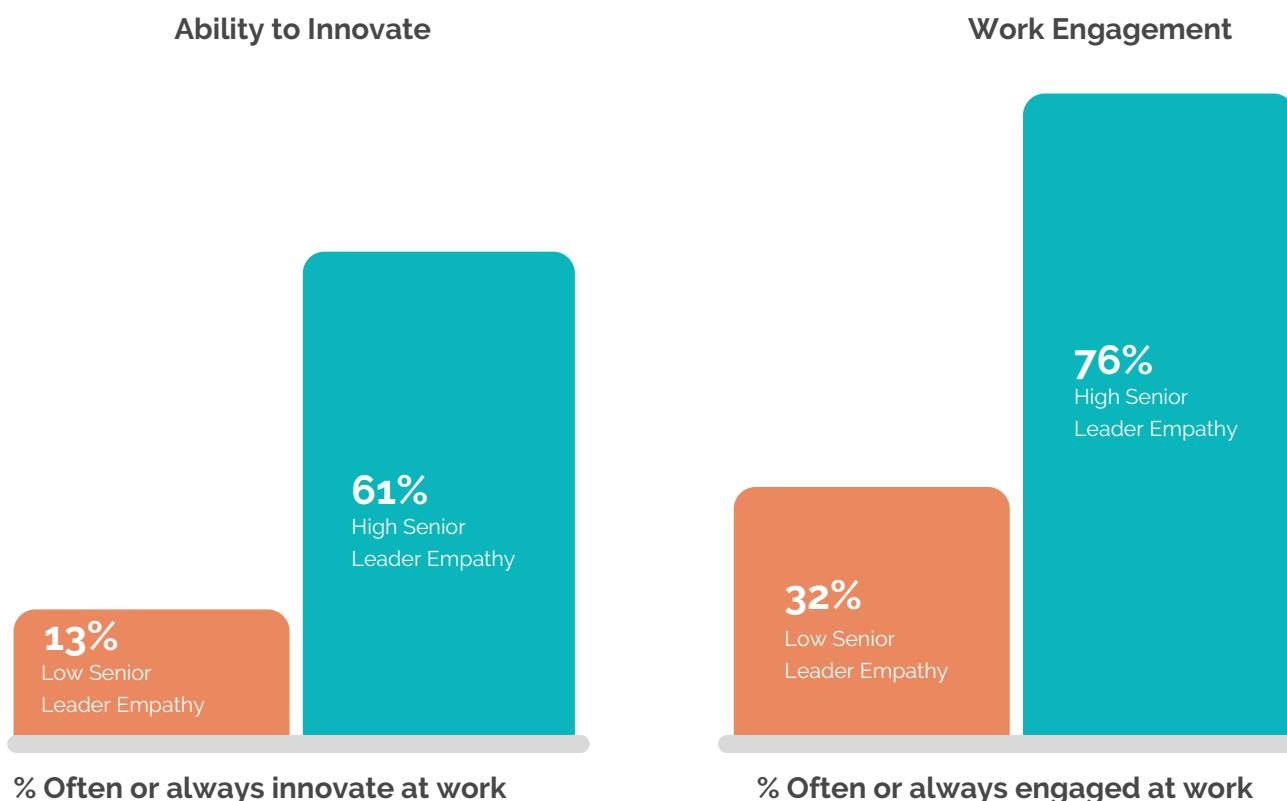 Ability to Innovate
13%
Low Senior
Leader Empathy
61%
High Senior
Leader Empathy
% Often or always innovate at work
Work Engagement
32%
Low Senior
Leader Empathy
76%
High Senior
Leader Empathy
% Often or always engaged at work